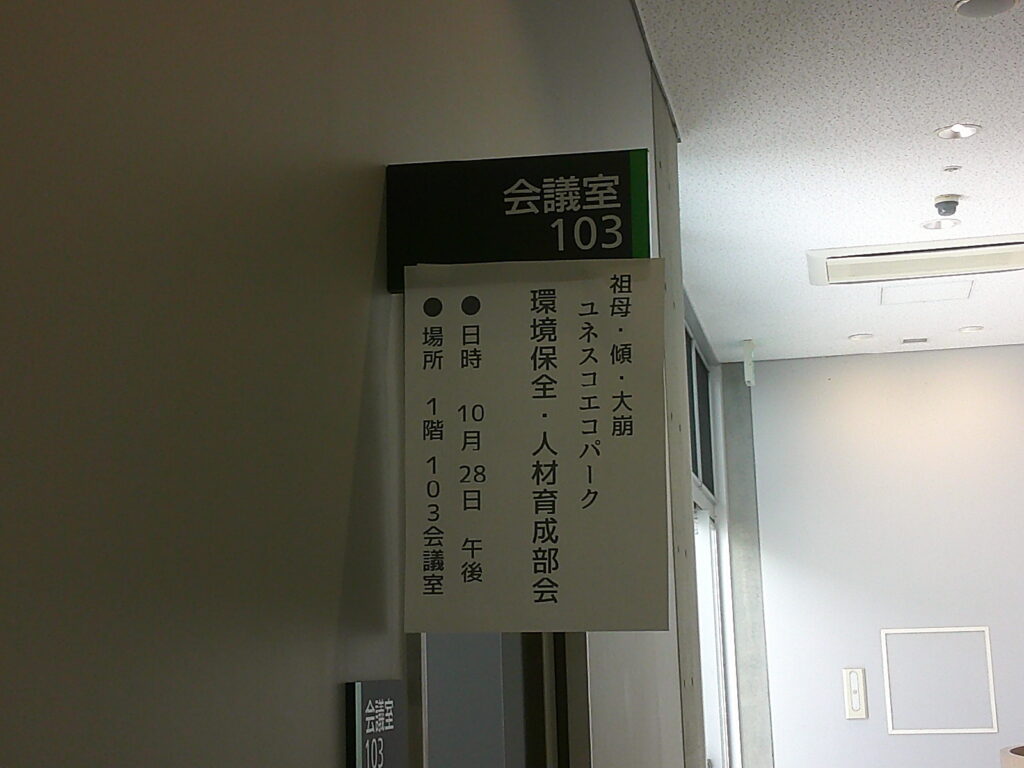 会議室
103
祖母・傾・大崩
ユネスコエコパーク
環境保全・人材育成部会
●日時 10月28日 午後
●場所 1階 103会議室
会議室
103